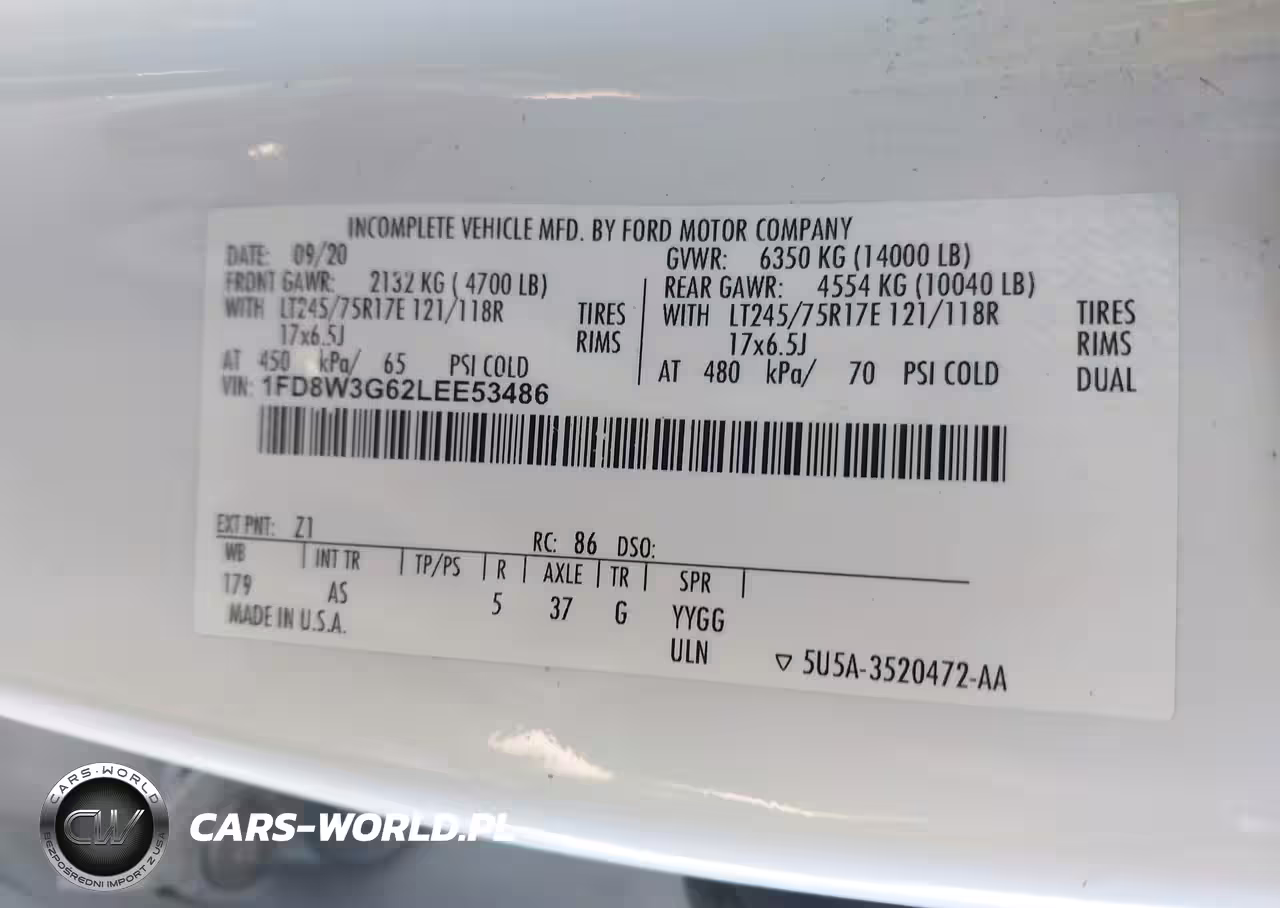 INCOMPLETE VEHICLE MFD. BY FORD MOTOR COMPANY
DATE: 09/20 GVWR: 6350 KG (14000 LB)
FRONT GAWR: 2132 KG ( 4700 LB) REAR GAWR: 4554 KG (10040 LB)
WITH LT245/75R17E 121/118R TIRES WITH LT245/75R17E 121/118R TIRES
17x6.5J RIMS 17x6.5J RIMS
AT 450 kPa/ 65 PSI COLD AT 480 kPa/ 70 PSI COLD DUAL
VIN: 1FD8W3G62LEE53486
EXT PNT: Z1 RC: 86 DSO:
WB INT TR TP/PS R AXLE TR SPR
179 AS 5 37 G YYGG
MADE IN U.S.A. ULN ▽ 5U5A-3520472-AA
CARS-WORLD
CW
BEZPOŚREDNI IMPORT Z USA
CARS-WORLD.PL